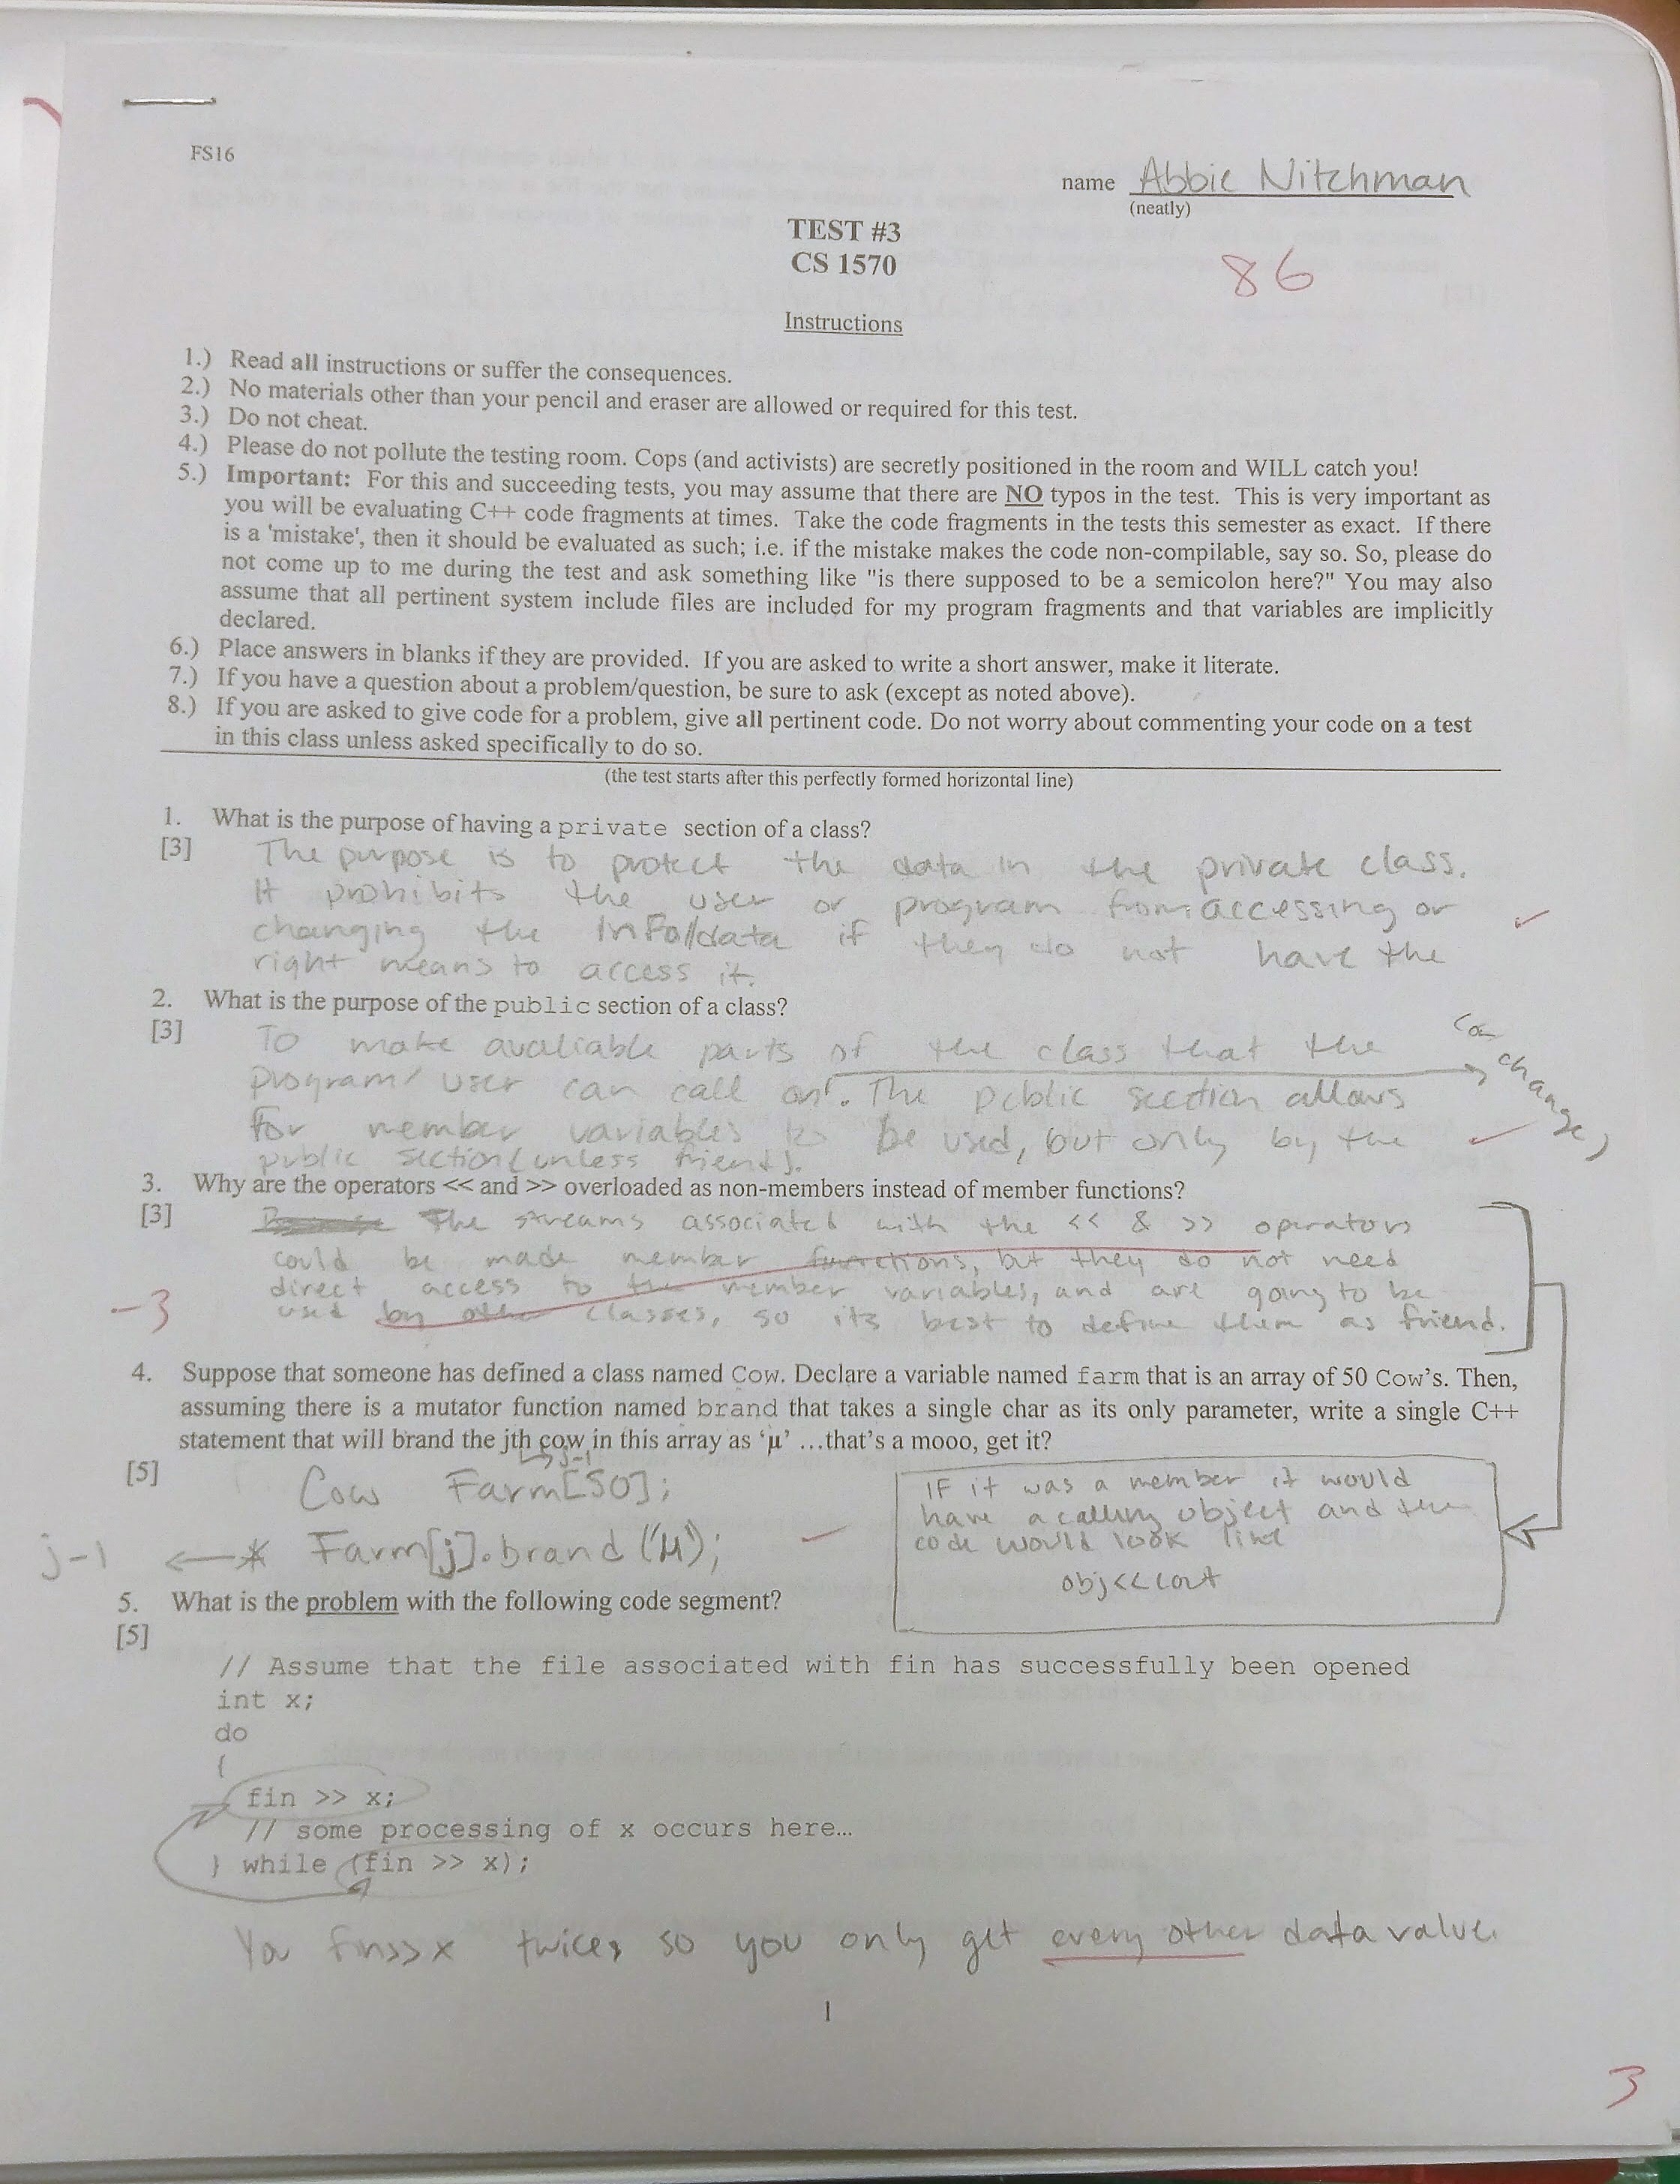 FS16
name Abbie Nitchman
(neatly)
TEST #3
CS 1570
86
Instructions
1.) Read all instructions or suffer the consequences.
2.) No materials other than your pencil and eraser are allowed or required for this test.
3.) Do not cheat.
4.) Please do not pollute the testing room. Cops (and activists) are secretly positioned in the room and WILL catch you!
5.) Important: For this and succeeding tests, you may assume that there are NO typos in the test. This is very important as
you will be evaluating C++ code fragments at times. Take the code fragments in the tests this semester as exact. If there
is a 'mistake', then it should be evaluated as such; i.e. if the mistake makes the code non-compilable, say so. So, please do
not come up to me during the test and ask something like "is there supposed to be a semicolon here?" You may also
assume that all pertinent system include files are included for my program fragments and that variables are implicitly
declared.
6.) Place answers in blanks if they are provided. If you are asked to write a short answer, make it literate.
7.) If you have a question about a problem/question, be sure to ask (except as noted above).
8.) If you are asked to give code for a problem, give all pertinent code. Do not worry about commenting your code on a test
in this class unless asked specifically to do so.
(the test starts after this perfectly formed horizontal line)
1. What is the purpose of having a private section of a class?
[3] The purpose is to protect the data in the private class.
It prohibits the user or program from accessing or
changing the info/data if they do not have the
right means to access it.
2. What is the purpose of the public section of a class?
[3] To make avaliable parts of the class that the
program/user can call on. The public section allows
for member variables to be used, but only by the
public section (unless friend).
(can change)
3. Why are the operators << and >> overloaded as non-members instead of member functions?
[3] The streams associated with the << & >> operators
could be made member functions, but they do not need
direct access to the member variables, and are going to be
used by other classes, so its best to define them as friend.
-3
4. Suppose that someone has defined a class named Cow. Declare a variable named farm that is an array of 50 Cow's. Then,
assuming there is a mutator function named brand that takes a single char as its only parameter, write a single C++
statement that will brand the jth cow in this array as 'µ' …that's a mooo, get it?
j-1
[5] Cow Farm[50];
j-1 ←* Farm[j].brand('µ');
IF it was a member it would
have a calling object and the
code would look like
obj<<cout
5. What is the problem with the following code segment?
[5]
// Assume that the file associated with fin has successfully been opened
int x;
do
{
fin >> x;
// some processing of x occurs here…
} while (fin >> x);
You fin>>x twice, so you only get every other data value.
1
3